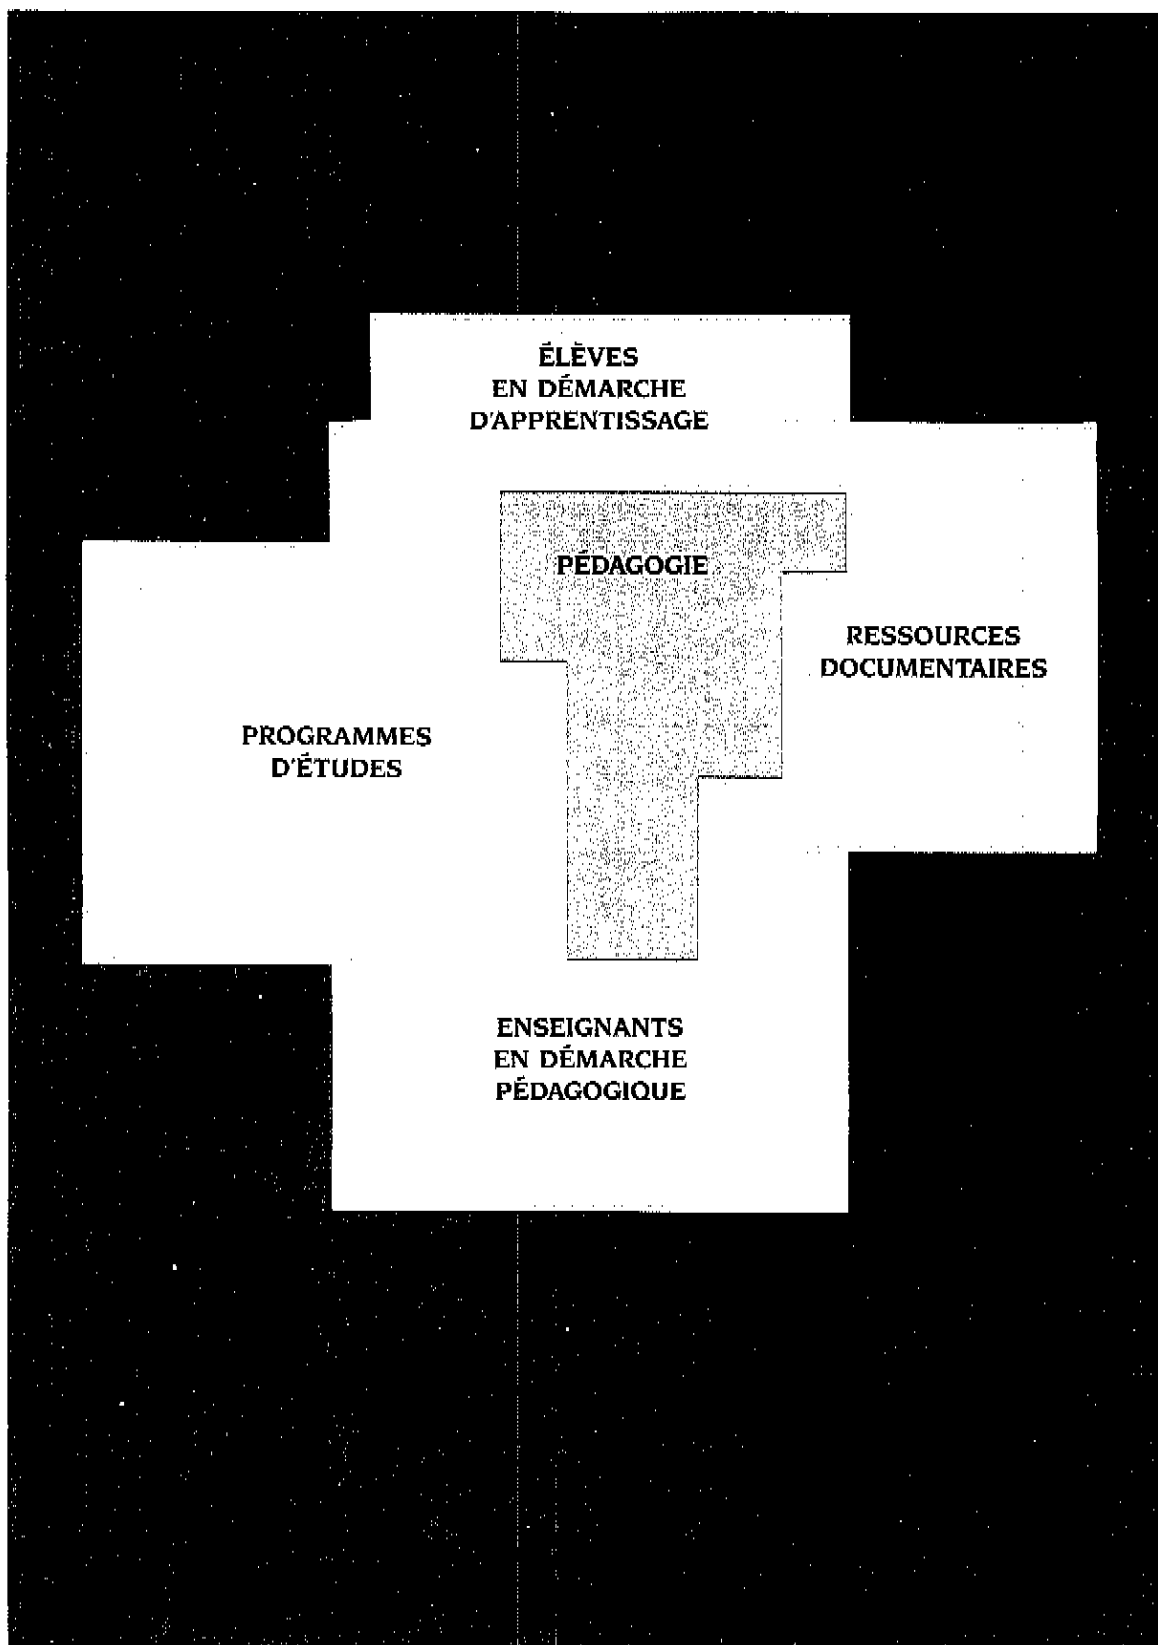 ÉLÈVES
EN DÉMARCHE
D'APPRENTISSAGE
PÉDAGOGIE
RESSOURCES
DOCUMENTAIRES
PROGRAMMES
D'ÉTUDES
ENSEIGNANTS
EN DÉMARCHE
PÉDAGOGIQUE